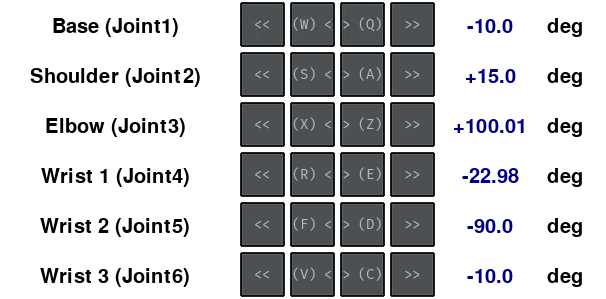 Base (Joint1) << (W) < > (Q) >> -10.0 deg
Shoulder (Joint2) << (S) < > (A) >> +15.0 deg
Elbow (Joint3) << (X) < > (Z) >> +100.01 deg
Wrist 1 (Joint4) << (R) < > (E) >> -22.98 deg
Wrist 2 (Joint5) << (F) < > (D) >> -90.0 deg
Wrist 3 (Joint6) << (V) < > (C) >> -10.0 deg